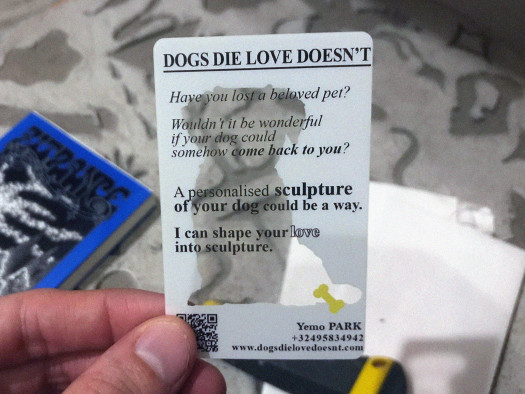 DOGS DIE LOVE DOESN'T
Have you lost a beloved pet?
Wouldn't it be wonderful
if your dog could
somehow come back to you?
A personalised sculpture
of your dog could be a way.
I can shape your love
into sculpture.
Yemo PARK
+32495834942
www.dogsdielovedoesnt.com